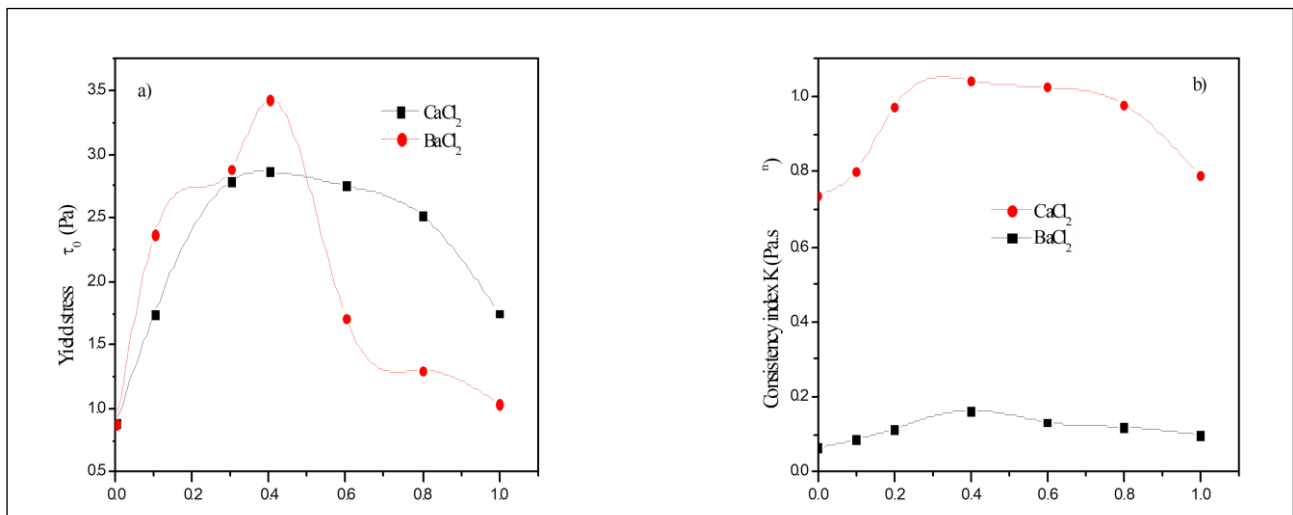 a)
CaCl2
BaCl2
Yield stress τ0 (Pa)
3.5
3.0
2.5
2.0
1.5
1.0
0.5
0.0 0.2 0.4 0.6 0.8 1.0
b)
CaCl2
BaCl2
Consistency index K (Pa.s n)
1.0
0.8
0.6
0.4
0.2
0.0
0.0 0.2 0.4 0.6 0.8 1.0